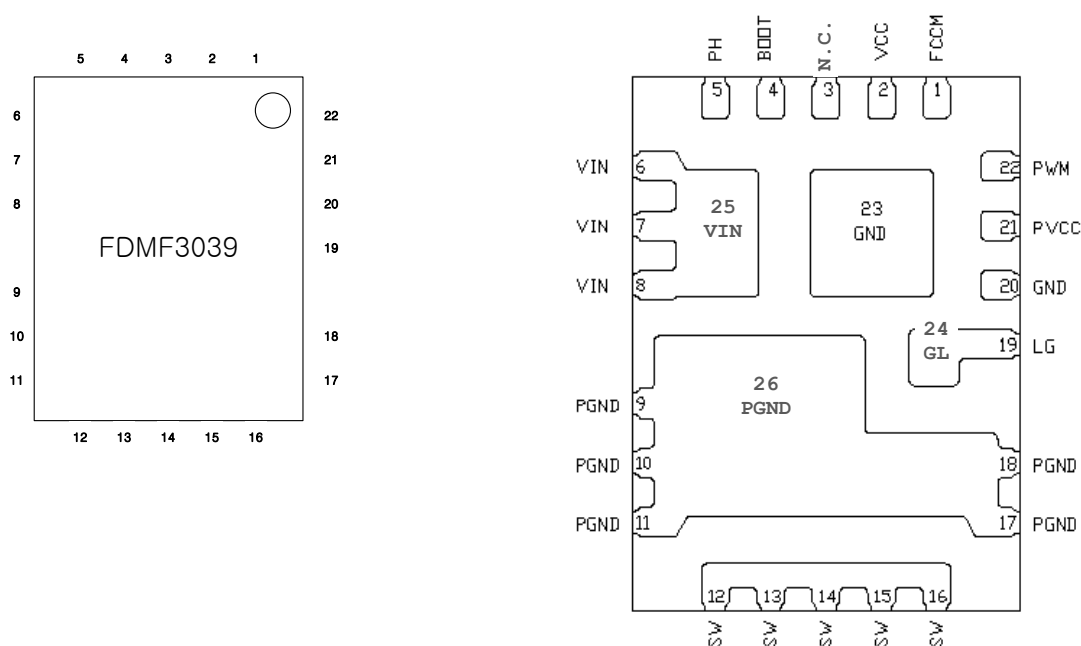 5 4 3 2 1
6 22
7 21
8 20
FDMF3039 19
9
10 18
11 17
12 13 14 15 16
PH BOOT N.C. VCC FCCM
5 4 3 2 1
VIN 6 22 PWM
25
VIN
23
GND
VIN 7 21 PVCC
VIN 8 20 GND
24
GL
19 LG
26
PGND
PGND 9
PGND 10 18 PGND
PGND 11 17 PGND
12 13 14 15 16
SW SW SW SW SW